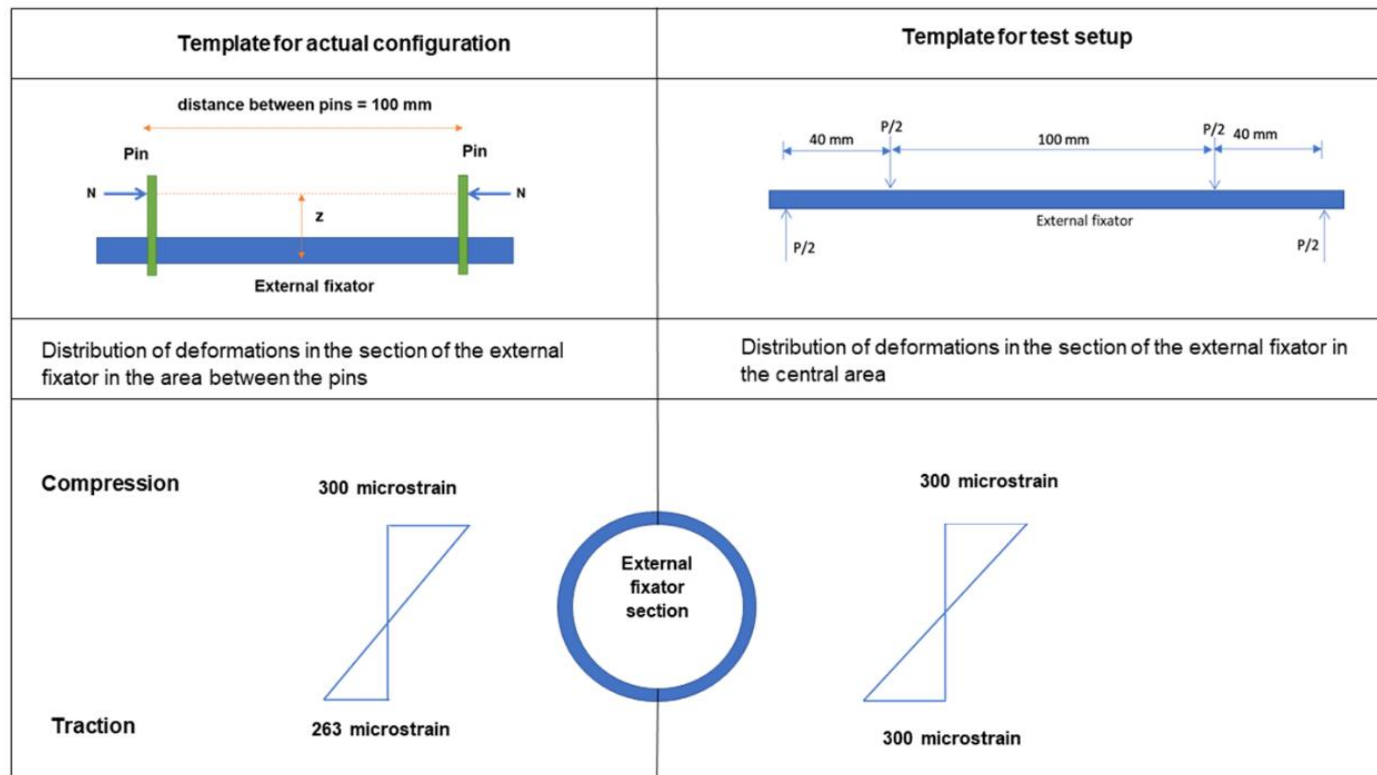 Template for actual configuration
Template for test setup
distance between pins = 100 mm
Pin
Pin
N
N
z
External fixator
P/2
P/2
40 mm
100 mm
40 mm
External fixator
P/2
P/2
Distribution of deformations in the section of the external
fixator in the area between the pins
Distribution of deformations in the section of the external fixator in
the central area
Compression
300 microstrain
300 microstrain
External
fixator
section
Traction
263 microstrain
300 microstrain